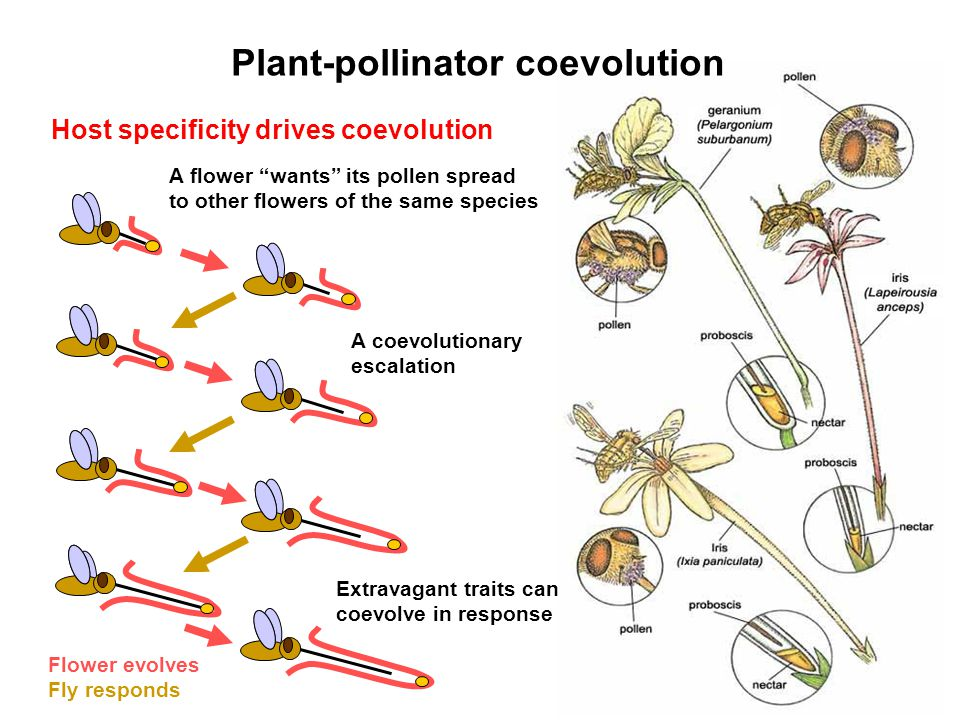 Plant-pollinator coevolution
Host specificity drives coevolution
A flower “wants” its pollen spread
to other flowers of the same species
A coevolutionary
escalation
Extravagant traits can
coevolve in response
Flower evolves
Fly responds
pollen
geranium
(Pelargonium
suburbanum)
iris
(Lapeirousia
anceps)
pollen
proboscis
nectar
proboscis
nectar
Iris
(Ixia paniculata)
pollen
proboscis
nectar